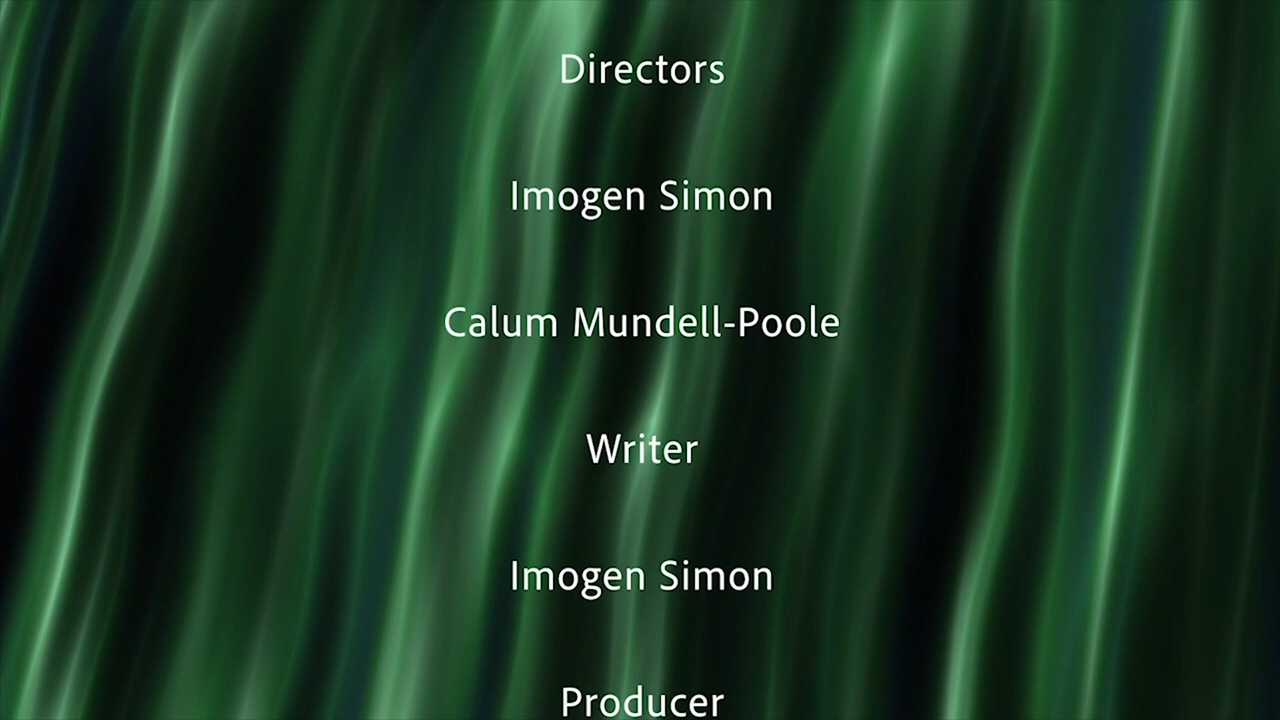 Directors
Imogen Simon
Calum Mundell-Poole
Writer
Imogen Simon
Producer